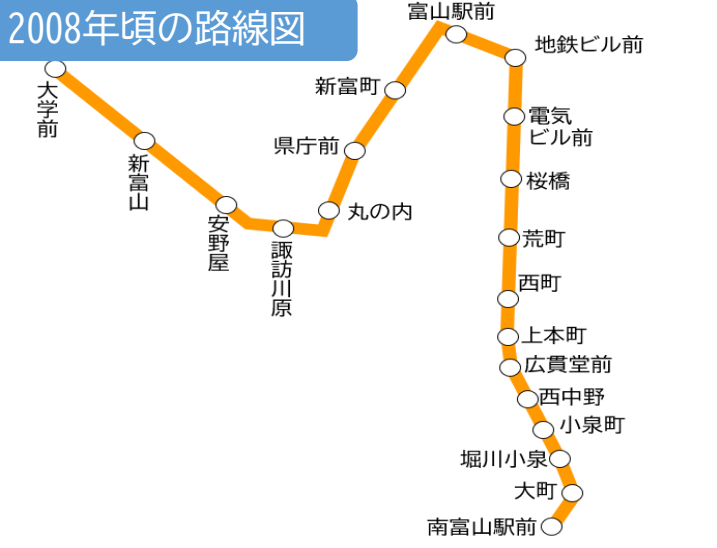 2008年頃の路線図
大学前
新富山
安野屋
諏訪川原
丸の内
県庁前
新富町
富山駅前
地鉄ビル前
電気
ビル前
桜橋
荒町
西町
上本町
広貫堂前
西中野
小泉町
堀川小泉
大町
南富山駅前